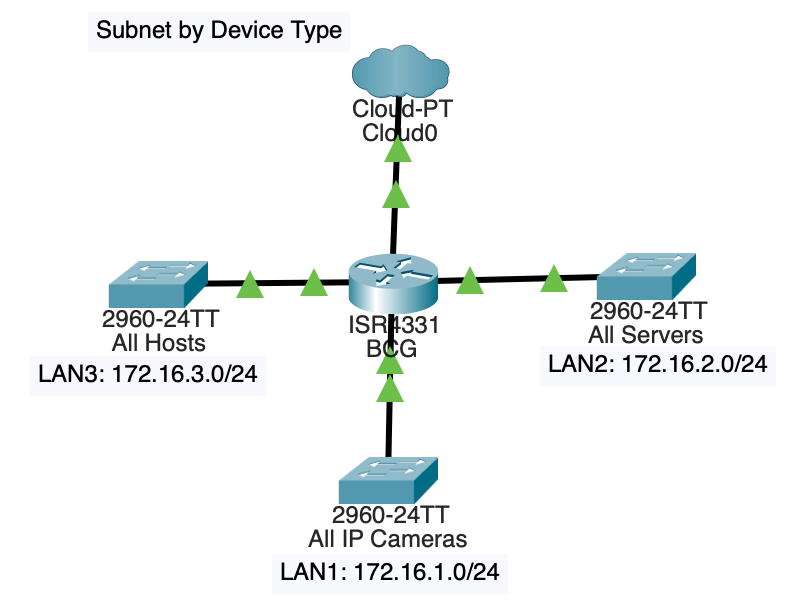 Subnet by Device Type
Cloud-PT
Cloud0
2960-24TT
All Hosts
LAN3: 172.16.3.0/24
ISR4331
BCG
2960-24TT
All Servers
LAN2: 172.16.2.0/24
2960-24TT
All IP Cameras
LAN1: 172.16.1.0/24